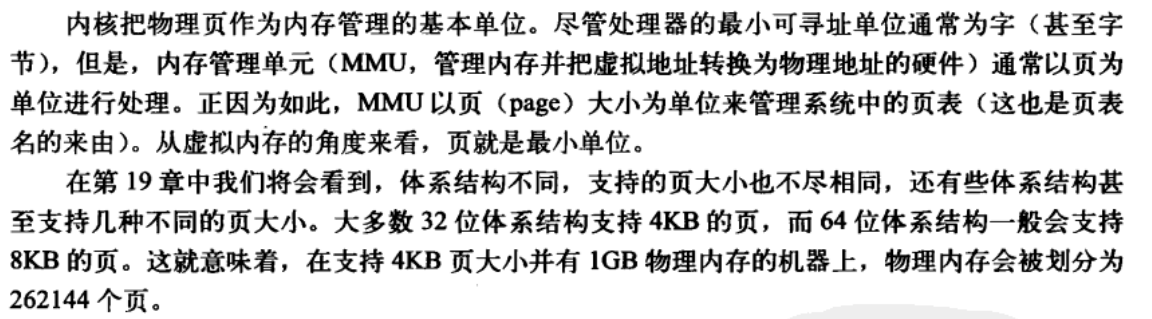 内核把物理页作为内存管理的基本单位。尽管处理器的最小可寻址单位通常为字（甚至字
节），但是，内存管理单元（MMU，管理内存并把虚拟地址转换为物理地址的硬件）通常以页为
单位进行处理。正因为如此，MMU 以页（page）大小为单位来管理系统中的页表（这也是页表
名的来由）。从虚拟内存的角度来看，页就是最小单位。
在第 19 章中我们将会看到，体系结构不同，支持的页大小也不尽相同，还有些体系结构甚
至支持几种不同的页大小。大多数 32 位体系结构支持 4KB 的页，而 64 位体系结构一般会支持
8KB 的页。这就意味着，在支持 4KB 页大小并有 1GB 物理内存的机器上，物理内存会被划分为
262144 个页。